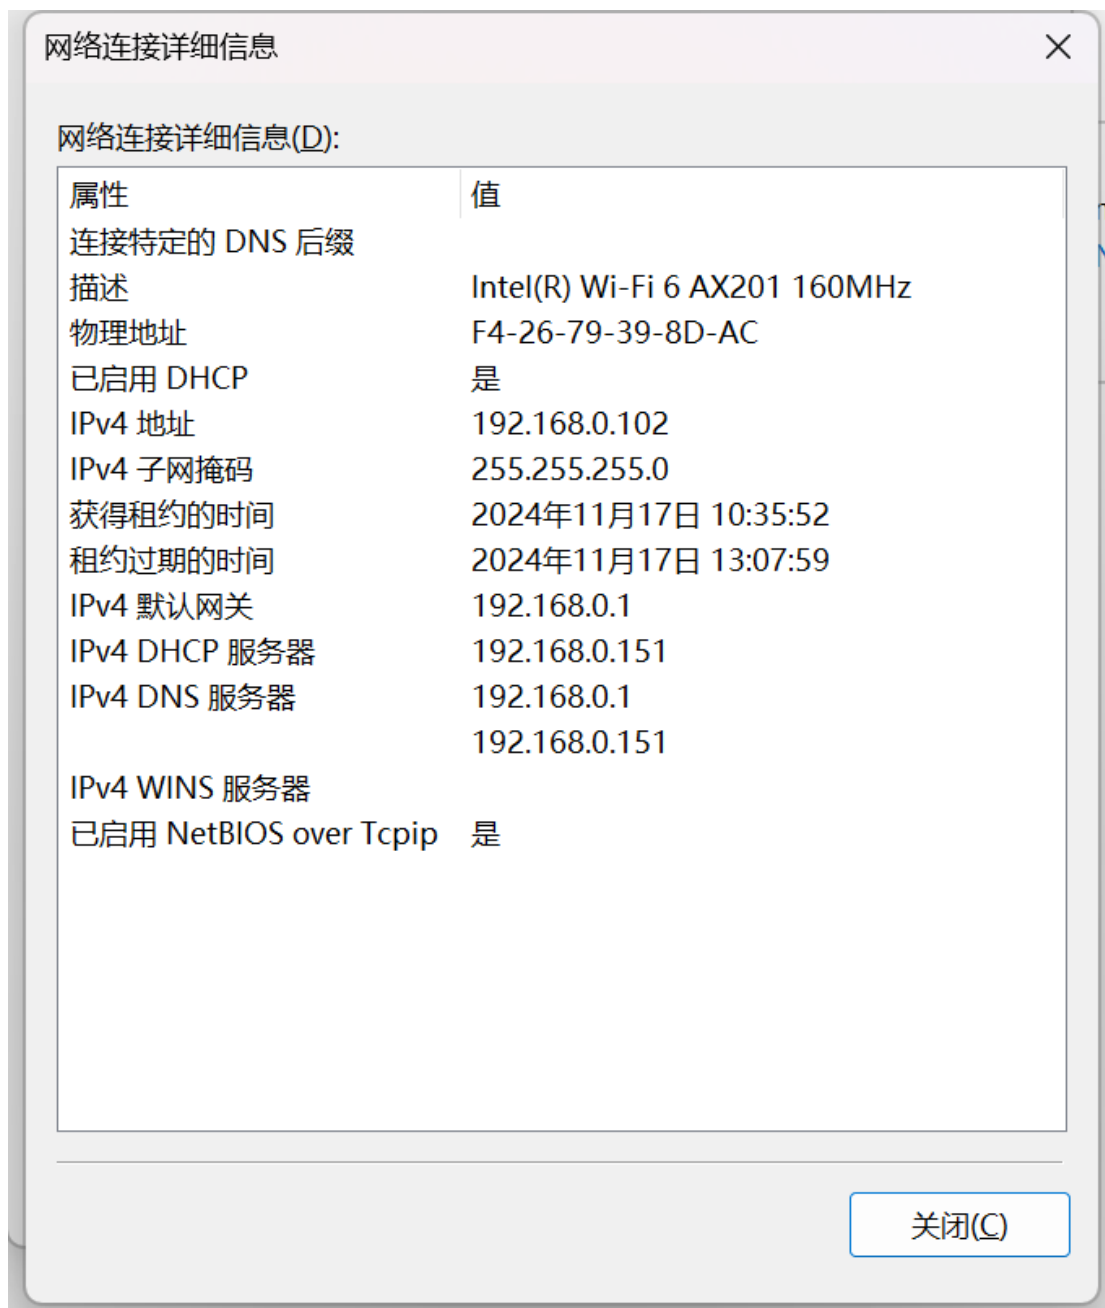 网络连接详细信息
网络连接详细信息(D):
属性 值
连接特定的 DNS 后缀
描述 Intel(R) Wi-Fi 6 AX201 160MHz
物理地址 F4-26-79-39-8D-AC
已启用 DHCP 是
IPv4 地址 192.168.0.102
IPv4 子网掩码 255.255.255.0
获得租约的时间 2024年11月17日 10:35:52
租约过期的时间 2024年11月17日 13:07:59
IPv4 默认网关 192.168.0.1
IPv4 DHCP 服务器 192.168.0.151
IPv4 DNS 服务器 192.168.0.1
192.168.0.151
IPv4 WINS 服务器
已启用 NetBIOS over Tcpip 是
关闭(C)